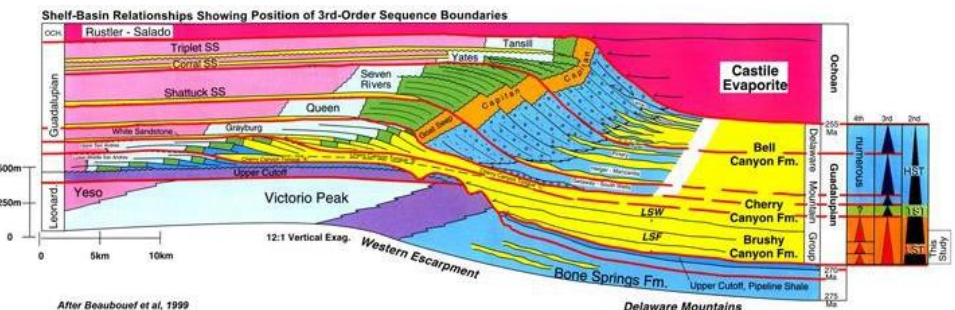 Shelf-Basin Relationships Showing Position of 3rd-Order Sequence Boundaries
OCH.
Rustler - Salado
Triplet SS
Tansill
Corral SS
Yates
Seven
Rivers
Shattuck SS
Queen
White Sandstone
Grayburg
Goat Seep
Capitan
Capitan
Castile
Evaporite
Guadalupian
Leonard.
Upper Cutoff
Yeso
Victorio Peak
500m
250m
0
0
5km
10km
12:1 Vertical Exag.
Western Escarpment
Bone Springs Fm.
Upper Cutoff, Pipeline Shale
LSW
LSF
Bell
Canyon Fm.
Cherry
Canyon Fm.
Brushy
Canyon Fm.
Delaware Mountain Group
Ochoan
Guadalupian
255
Ma
270
Ma
275
Ma
4th
3rd
2nd
numerous
HST
?
TST
LST
This
Study
After Beaubouef et al, 1999
Delaware Mountains